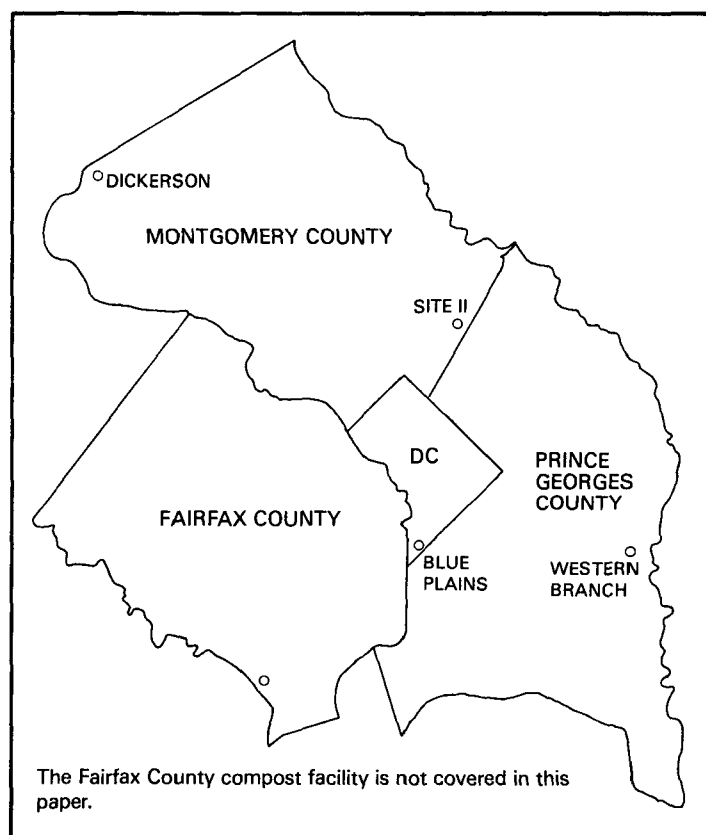 DICKERSON
MONTGOMERY COUNTY
SITE II
DC
PRINCE
GEORGES
COUNTY
FAIRFAX COUNTY
BLUE
PLAINS
WESTERN
BRANCH
The Fairfax County compost facility is not covered in this
paper.